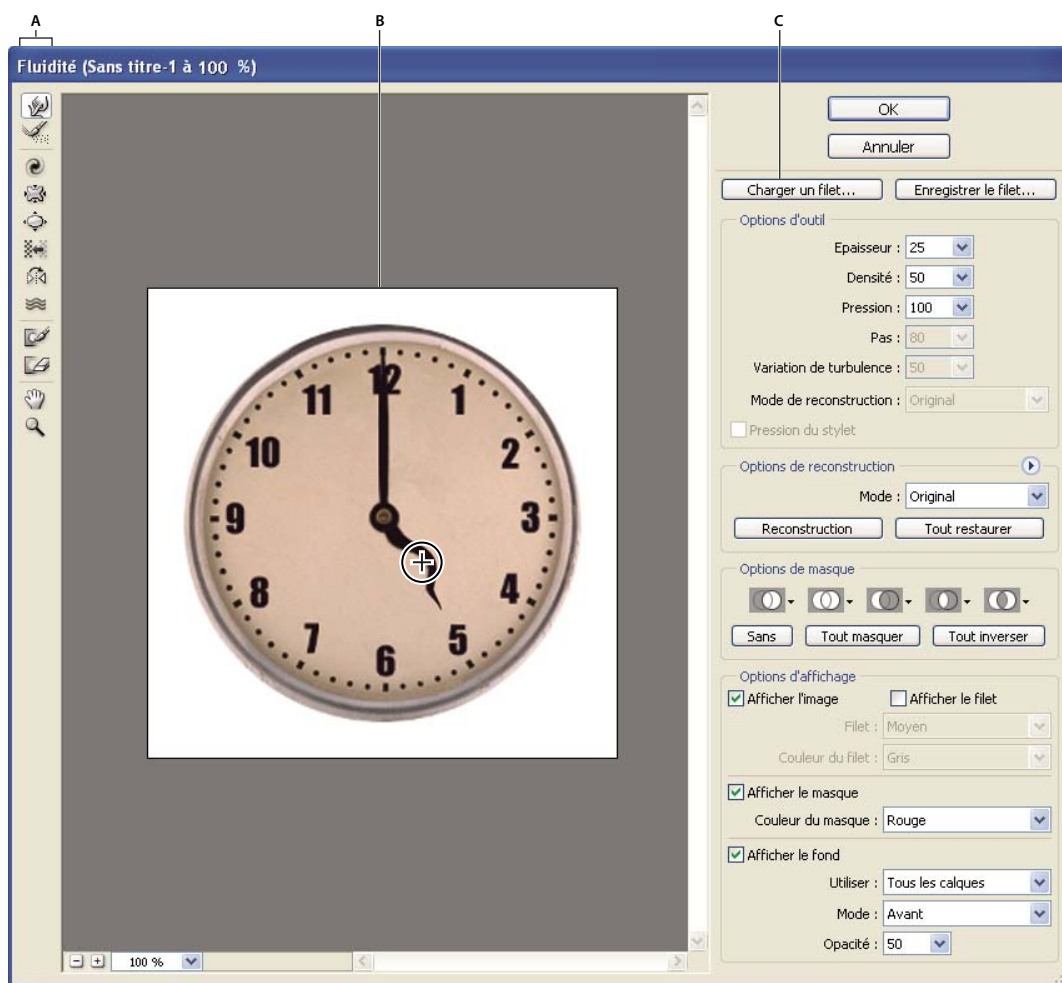 A
B
C
Fluidité (Sans titre-1 à 100 %)
OK
Annuler
Charger un filet...
Enregistrer le filet...
Options d'outil
Epaisseur : 25
Densité : 50
Pression : 100
Pas : 80
Variation de turbulence : 50
Mode de reconstruction : Original
Pression du stylet
Options de reconstruction
Mode : Original
Reconstruction
Tout restaurer
Options de masque
Sans
Tout masquer
Tout inverser
Options d'affichage
Afficher l'image
Afficher le filet
Filet : Moyen
Couleur du filet : Gris
Afficher le masque
Couleur du masque : Rouge
Afficher le fond
Utiliser : Tous les calques
Mode : Avant
Opacité : 50
12
1
2
3
4
5
6
7
8
9
10
11
100 %